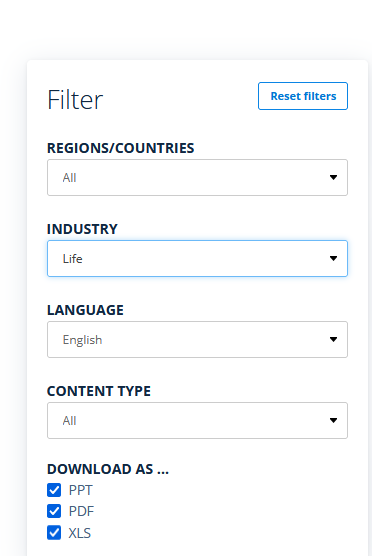 Filter
Reset filters
REGIONS/COUNTRIES
All
INDUSTRY
Life
LANGUAGE
English
CONTENT TYPE
All
DOWNLOAD AS ...
PPT
PDF
XLS